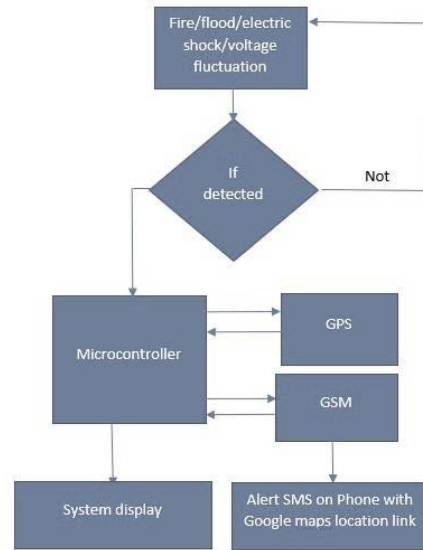 Fire/flood/electric
shock/voltage
fluctuation
If
detected
Not
Microcontroller
GPS
GSM
System display
Alert SMS on Phone with
Google maps location link